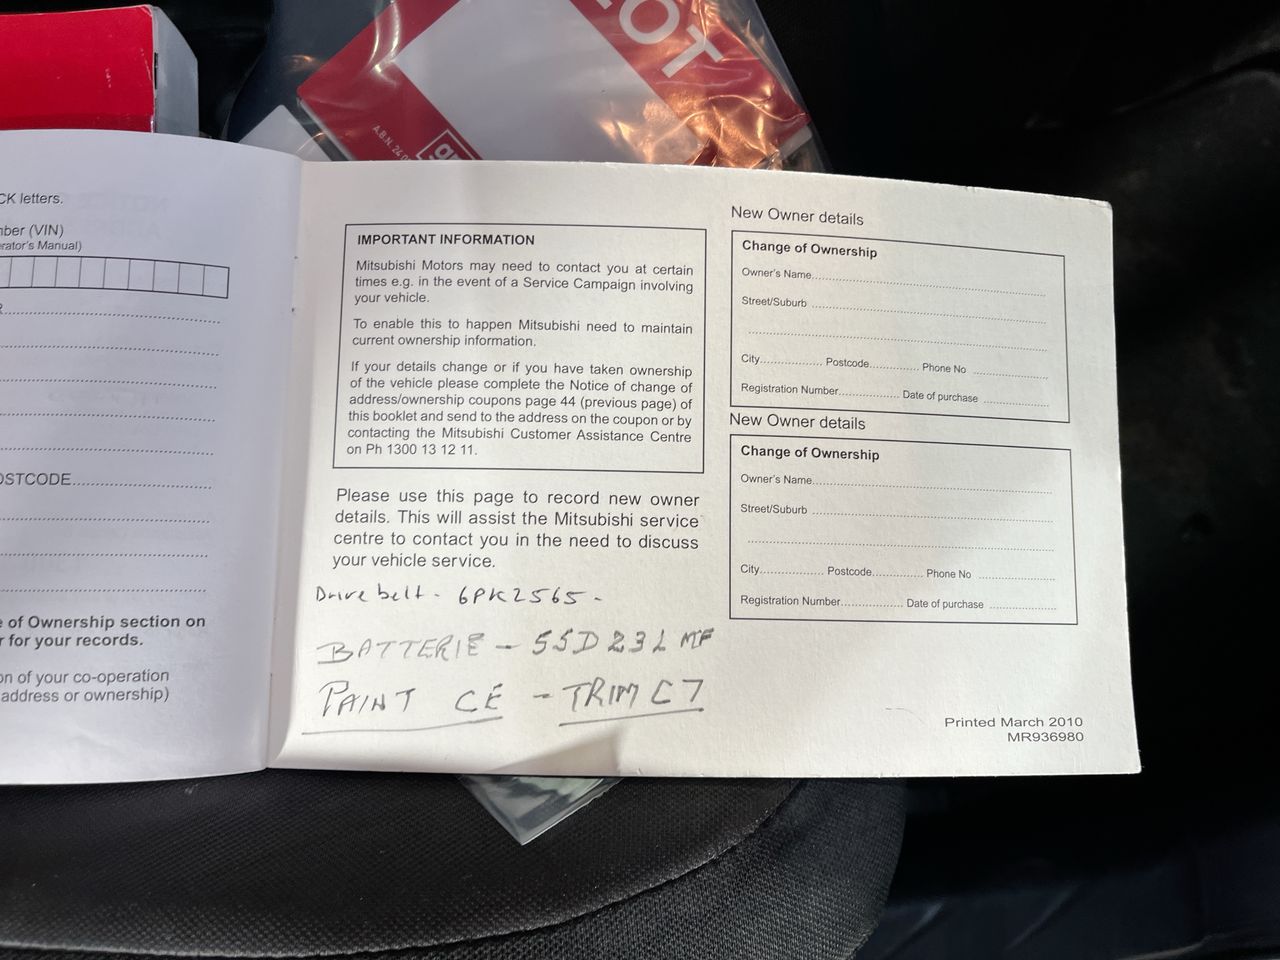 OT
A.B.N. 24 0
CK letters.
nber (VIN)
erator's Manual)
OSTCODE
e of Ownership section on
r for your records.
on of your co-operation
address or ownership)
IMPORTANT INFORMATION
Mitsubishi Motors may need to contact you at certain
times e.g. in the event of a Service Campaign involving
your vehicle.
To enable this to happen Mitsubishi need to maintain
current ownership information.
If your details change or if you have taken ownership
of the vehicle please complete the Notice of change of
address/ownership coupons page 44 (previous page) of
this booklet and send to the address on the coupon or by
contacting the Mitsubishi Customer Assistance Centre
on Ph 1300 13 12 11.
Please use this page to record new owner
details. This will assist the Mitsubishi service
centre to contact you in the need to discuss
your vehicle service.
Drive belt - 6PK2565.
BATTERIE - 55D23L MF
PAINT CE - TRIM C7
New Owner details
Change of Ownership
Owner's Name
Street/Suburb
City Postcode Phone No
Registration Number Date of purchase
New Owner details
Change of Ownership
Owner's Name
Street/Suburb
City Postcode Phone No
Registration Number Date of purchase
Printed March 2010
MR936980